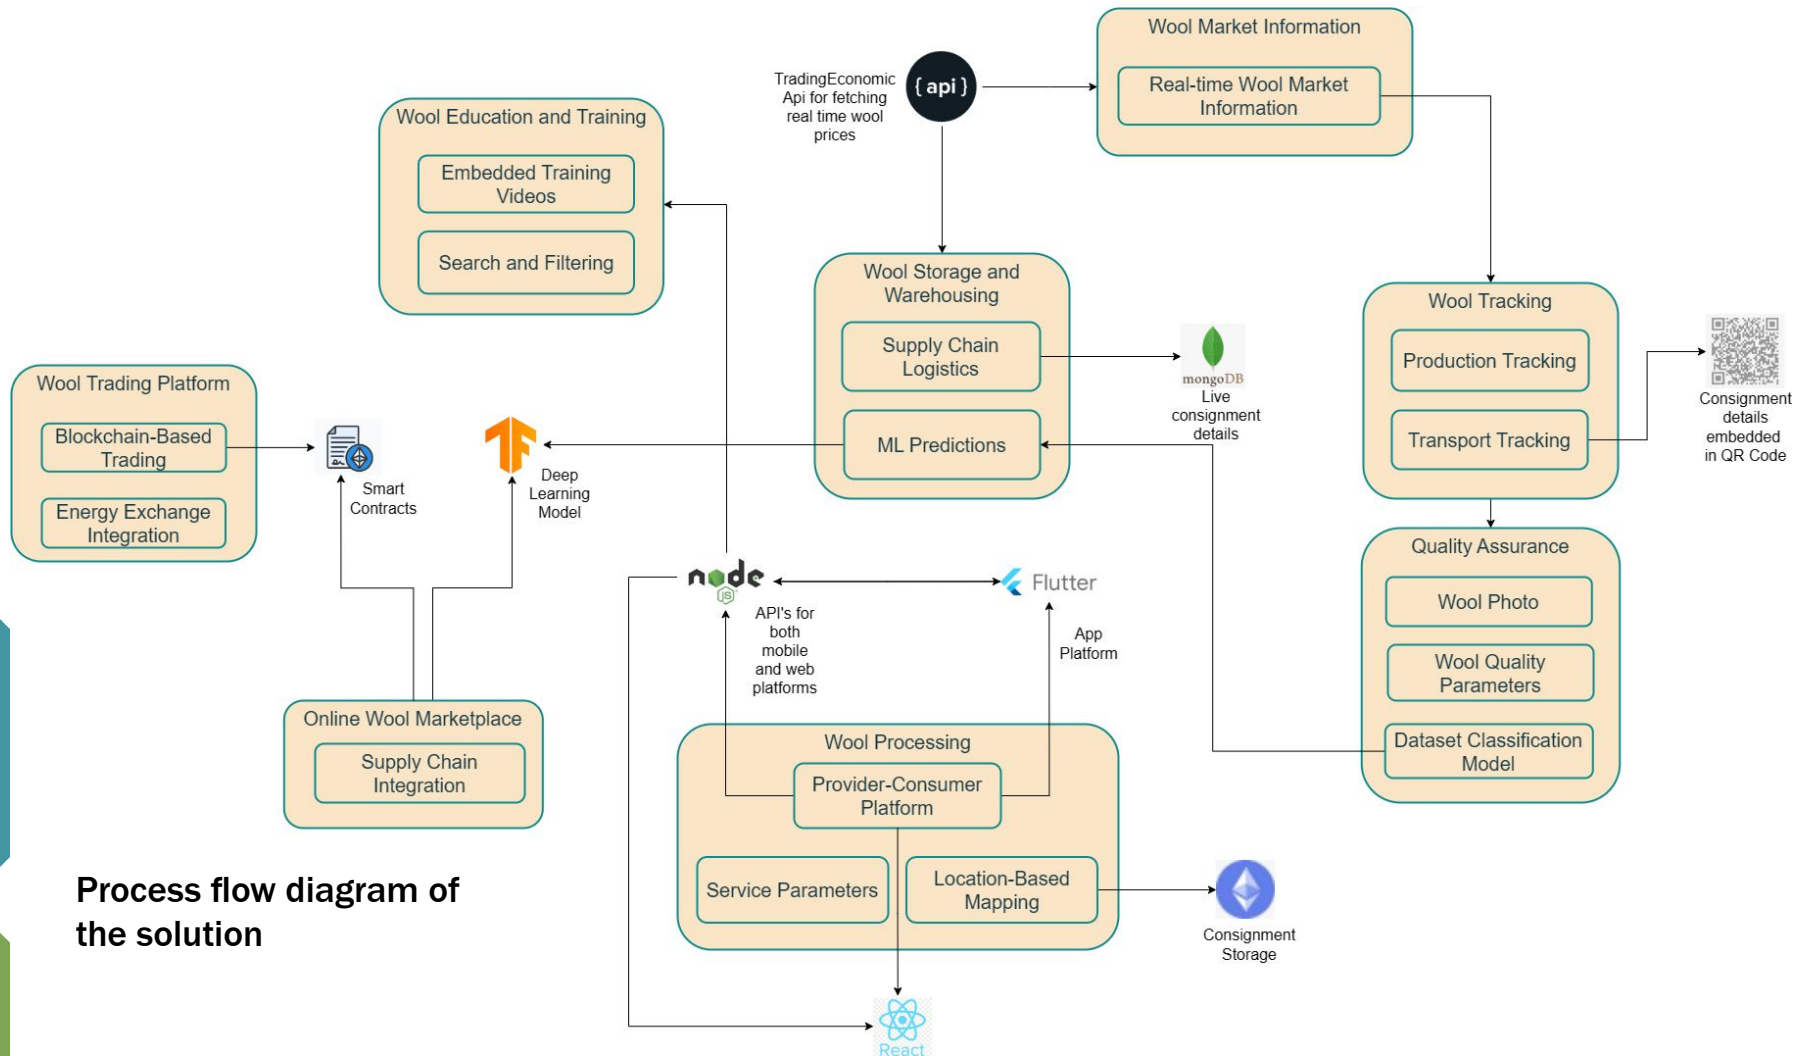 Wool Market Information
Real-time Wool Market
Information
TradingEconomic
Api for fetching
real time wool
prices
{ api }
Wool Education and Training
Embedded Training
Videos
Search and Filtering
Wool Storage and
Warehousing
Supply Chain
Logistics
ML Predictions
mongoDB
Live
consignment
details
Wool Tracking
Production Tracking
Transport Tracking
Consignment
details
embedded
in QR Code
Wool Trading Platform
Blockchain-Based
Trading
Energy Exchange
Integration
Smart
Contracts
Deep
Learning
Model
Quality Assurance
Wool Photo
Wool Quality
Parameters
Dataset Classification
Model
node
JS
API's for
both
mobile
and web
platforms
Flutter
App
Platform
Online Wool Marketplace
Supply Chain
Integration
Wool Processing
Provider-Consumer
Platform
Service Parameters
Location-Based
Mapping
Consignment
Storage
React
Process flow diagram of
the solution